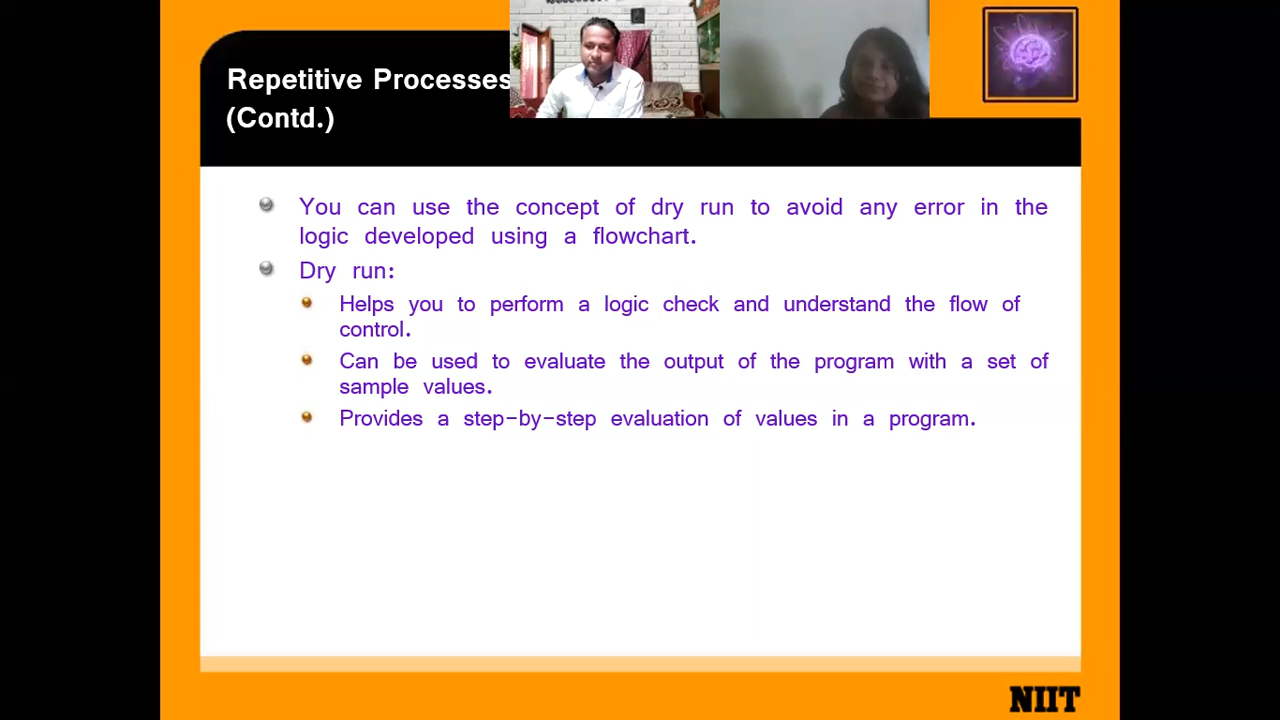 Repetitive Processes
(Contd.)
You can use the concept of dry run to avoid any error in the
logic developed using a flowchart.
Dry run:
Helps you to perform a logic check and understand the flow of
control.
Can be used to evaluate the output of the program with a set of
sample values.
Provides a step-by-step evaluation of values in a program.
NIIT